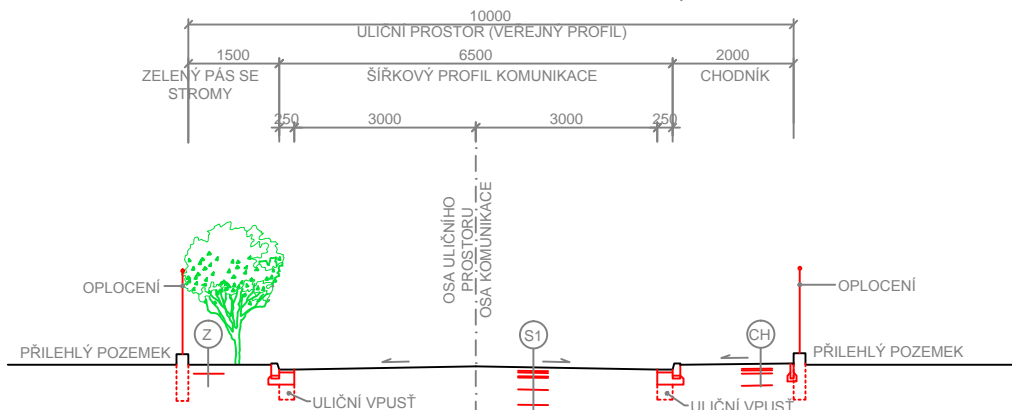 10000
ULIČNÍ PROSTOR (VEŘEJNÝ PROFIL)
1500
6500
2000
ZELENÝ PÁS SE
STROMY
ŠÍŘKOVÝ PROFIL KOMUNIKACE
CHODNÍK
250
3000
3000
250
OSA ULIČNÍHO
PROSTORU
OSA KOMUNIKACE
OPLOCENÍ
OPLOCENÍ
Z
S1
CH
PŘILEHLÝ POZEMEK
PŘILEHLÝ POZEMEK
ULIČNÍ VPUSŤ
ULIČNÍ VPUSŤ